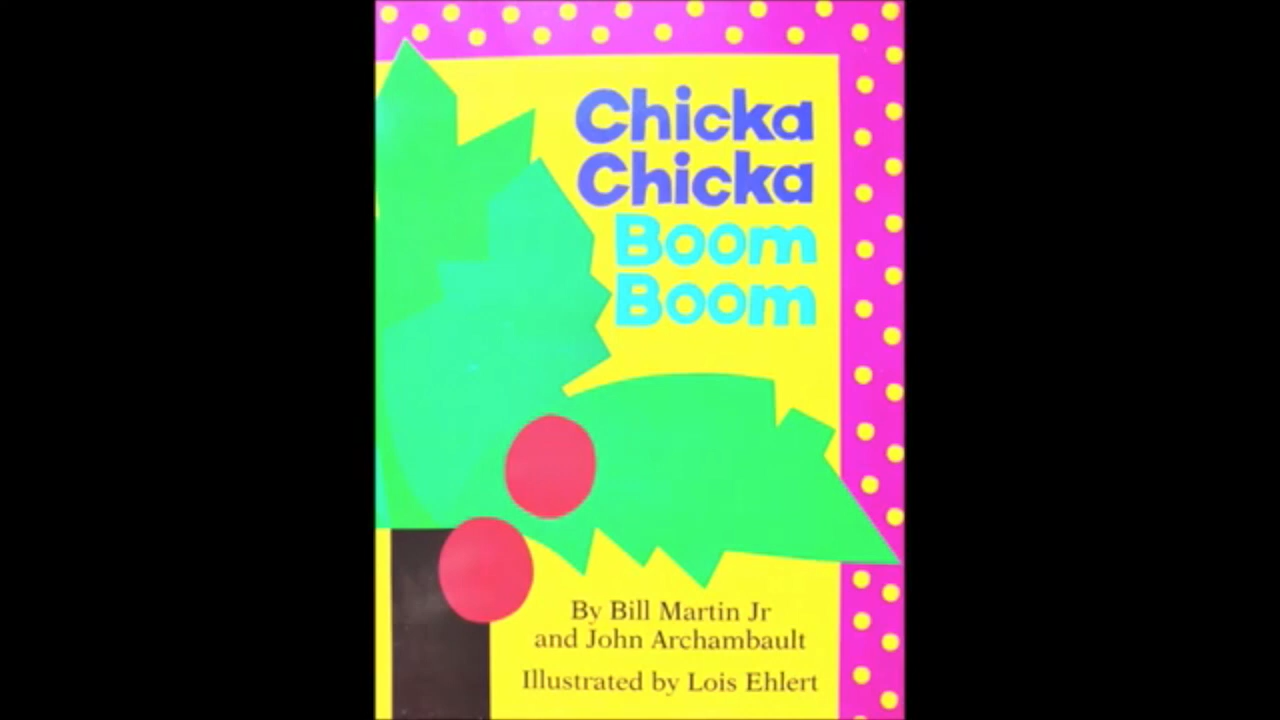 Chicka
Chicka
Boom
Boom
By Bill Martin Jr
and John Archambault
Illustrated by Lois Ehlert